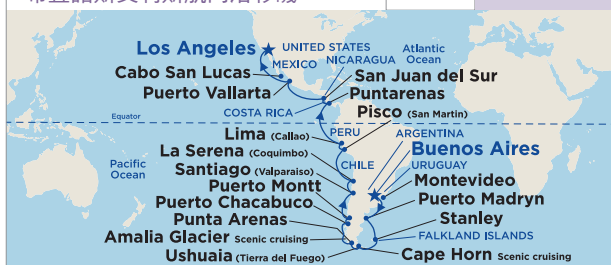 Los Angeles
UNITED STATES
Atlantic
Ocean
MEXICO
NICARAGUA
Cabo San Lucas
San Juan del Sur
Puerto Vallarta
Puntarenas
COSTA RICA
Pisco (San Martin)
Equator
Lima (Callao)
PERU
ARGENTINA
La Serena (Coquimbo)
Buenos Aires
Pacific
Ocean
CHILE
URUGUAY
Santiago (Valparaiso)
Montevideo
Puerto Montt
Puerto Madryn
Puerto Chacabuco
Stanley
Punta Arenas
FALKLAND ISLANDS
Amalia Glacier Scenic cruising
Ushuaia (Tierra del Fuego)
Cape Horn Scenic cruising